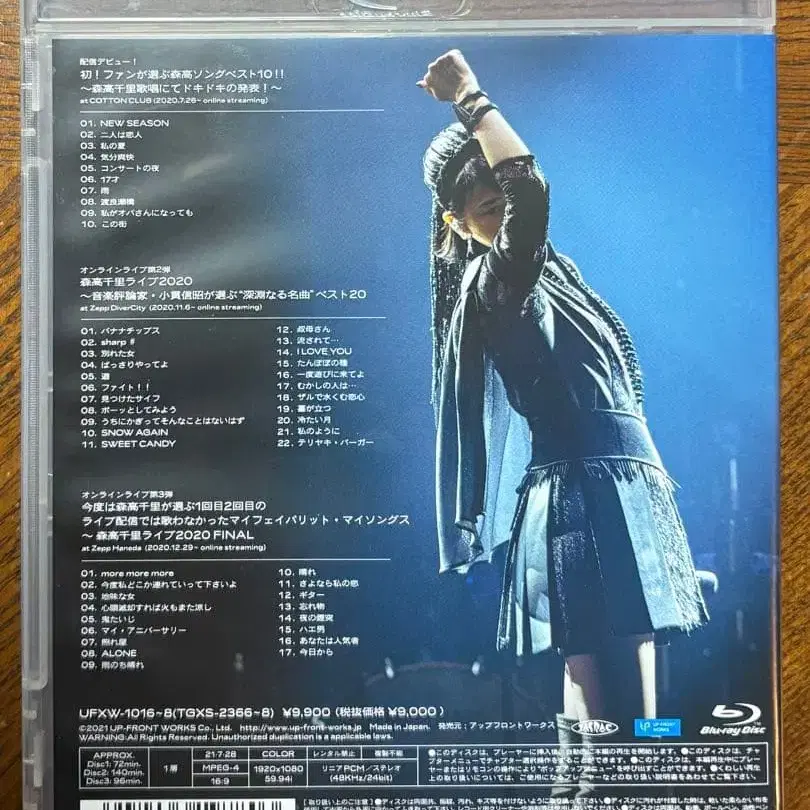 配信デビュー！
初！ファンが選ぶ森高ソングベスト10！！
〜森高千里歌唱にてドキドキの発表！〜
at COTTON CLUB (2020.7.26~ online streaming)
01. NEW SEASON
02. 二人は恋人
03. 私の夏
04. 気分爽快
05. コンサートの夜
06. 17才
07. 雨
08. 渡良瀬橋
09. 私がオバさんになっても
10. この街
オンラインライブ第2弾
森高千里ライブ2020
〜音楽評論家・小貫信昭が選ぶ“深淵なる名曲”ベスト20
at Zepp DiverCity (2020.11.6~ online streaming)
01. バナナチップス
02. sharp #
03. 別れた女
04. ばっさりやってよ
05. 道
06. ファイト！！
07. 見つけたサイフ
08. ボーッとしてみよう
09. うちにかぎってそんなことはないはず
10. SNOW AGAIN
11. SWEET CANDY
12. 叔母さん
13. 流されて…
14. I LOVE YOU
15. たんぽぽの種
16. 一度遊びに来てよ
17. むかしの人は…
18. ザルで水くむ恋心
19. 薹が立つ
20. 冷たい月
21. 私のように
22. テリヤキ・バーガー
オンラインライブ第3弾
今度は森高千里が選ぶ1回目2回目の
ライブ配信では歌わなかったマイフェイバリット・マイソングス
〜 森高千里ライブ2020 FINAL
at Zepp Haneda (2020.12.29~ online streaming)
01. more more more
02. 今度私どこか連れていって下さいよ
03. 地味な女
04. 心頭滅却すれば火もまた涼し
05. 鬼たいじ
06. マイ・アニバーサリー
07. 照れ屋
08. ALONE
09. 雨のち晴れ
10. 晴れ
11. さよなら私の恋
12. ギター
13. 忘れ物
14. 夜の煙突
15. ハエ男
16. あなたは人気者
17. 今日から
UFXW-1016~8(TGXS-2366~8) ¥9,900 (税抜価格 ¥9,000)
©2021 UP-FRONT WORKS Co., Ltd. http://www.up-front-works.jp Made in Japan. 発売元：アップフロントワークス
WARNING:All Rights Reserved. Unauthorized duplication is applicable laws.
UP-FRONT WORKS
Blu-ray Disc
APPROX.
Disc1: 72min.
Disc2: 140min.
Disc3: 96min.
1層
21·7·28
MPEG-4
16:9
COLOR
1920x1080
59.94i
レンタル禁止
複製不能
リニアPCM／ステレオ
(48KHz/24bit)